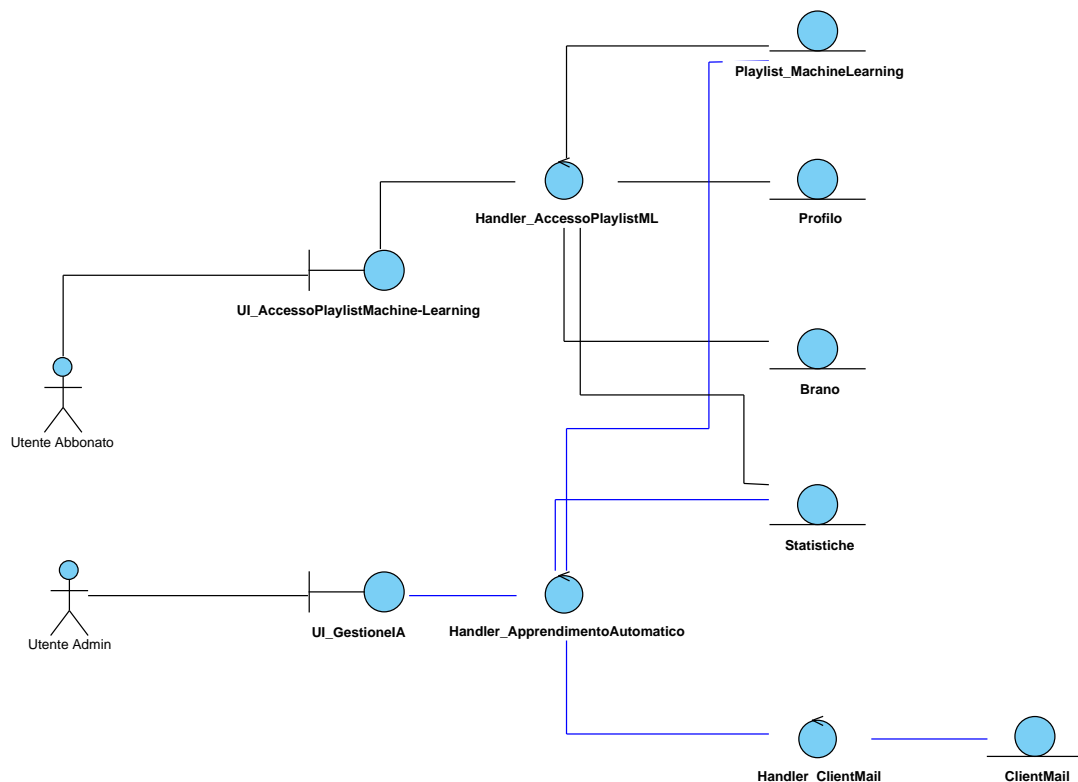 Playlist_MachineLearning
Handler_AccessoPlaylistML
Profilo
UI_AccessoPlaylistMachine-Learning
Brano
Utente Abbonato
Statistiche
UI_GestioneIA
Handler_ApprendimentoAutomatico
Utente Admin
Handler_ClientMail
ClientMail